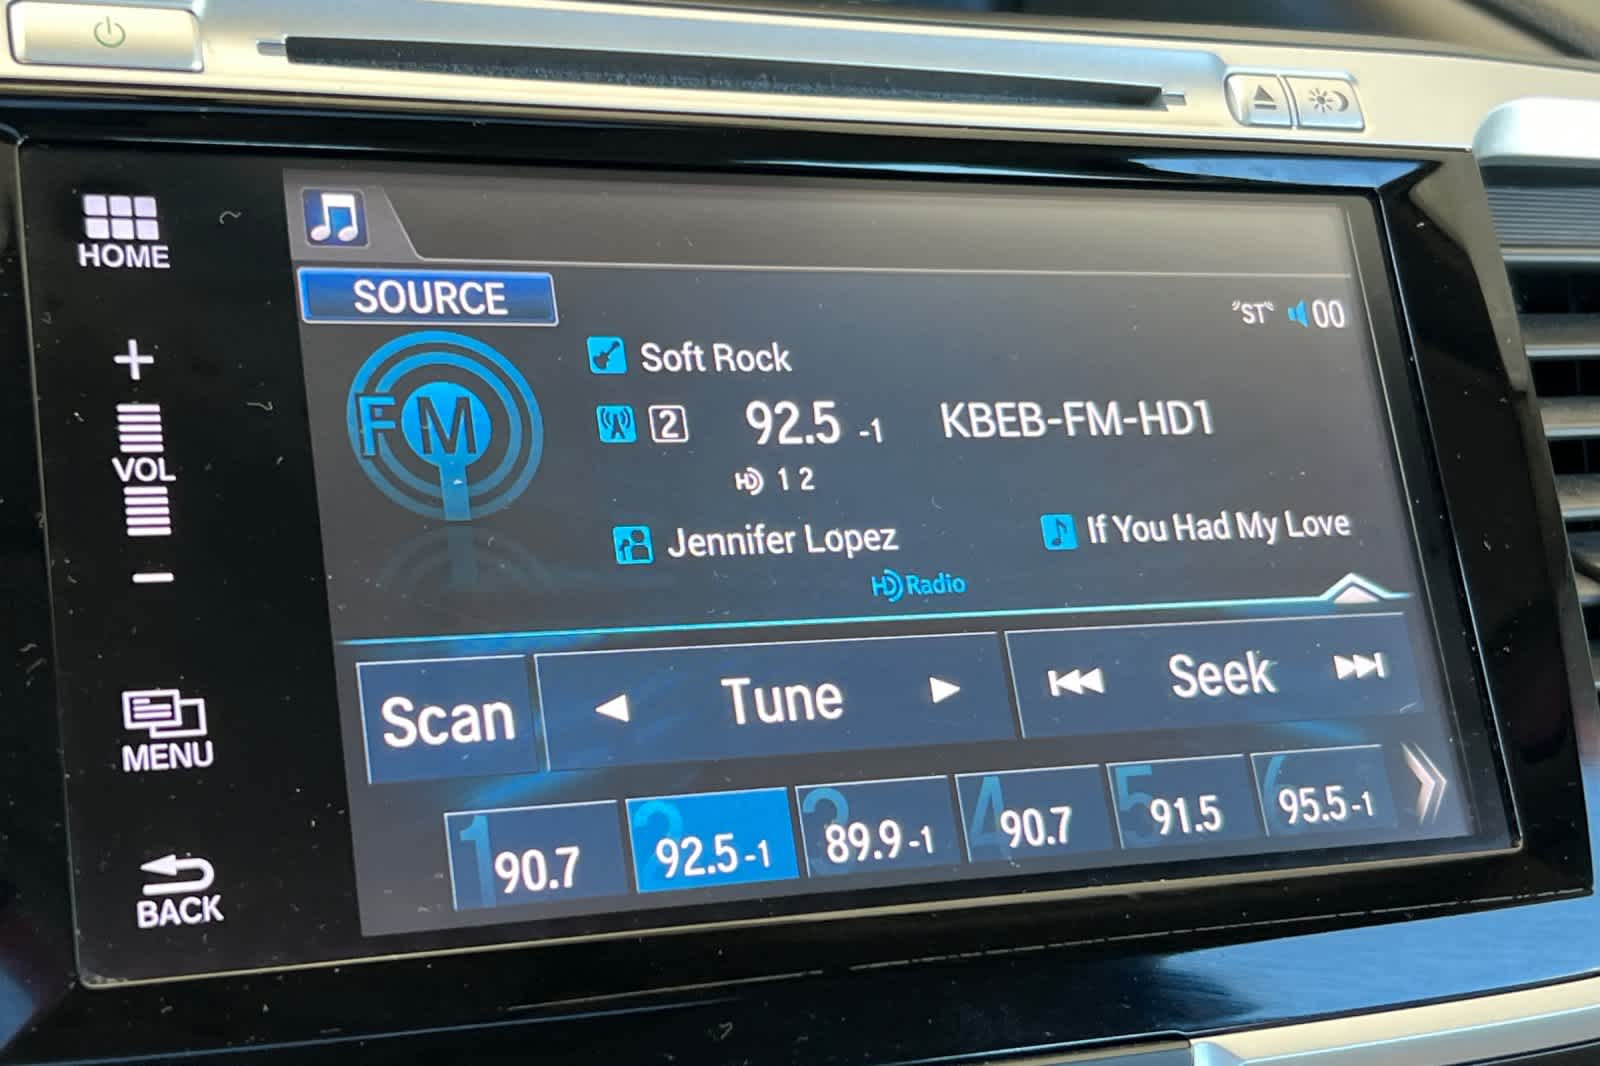 HOME
SOURCE
"ST" 00
Soft Rock
FM
2 92.5 -1 KBEB-FM-HD1
HD 1 2
Jennifer Lopez If You Had My Love
HD Radio
+
VOL
−
Scan Tune Seek
MENU
1 90.7
2 92.5-1
3 89.9-1
4 90.7
5 91.5
6 95.5-1
BACK